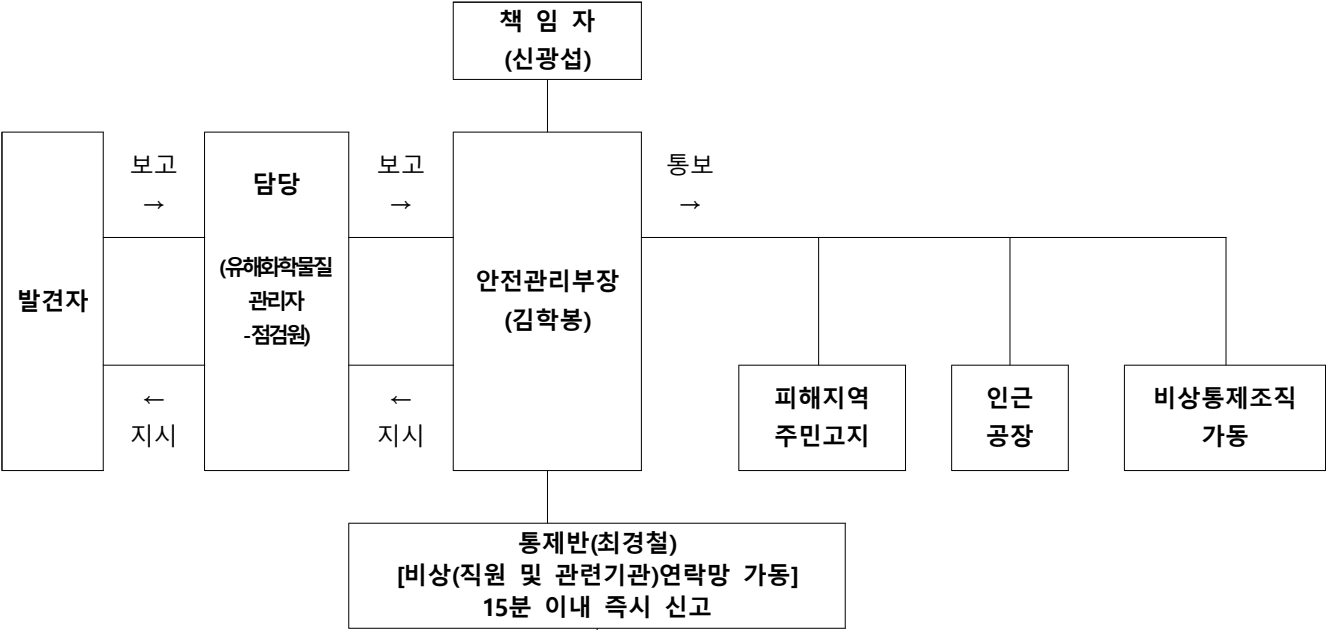 책 임 자
(신광섭)
발견자
보고
→
←
지시
담당
(유해화학물질
관리자
-점검원)
보고
→
←
지시
안전관리부장
(김학봉)
통보
→
피해지역
주민고지
인근
공장
비상통제조직
가동
통제반(최경철)
[비상(직원 및 관련기관)연락망 가동]
15분 이내 즉시 신고